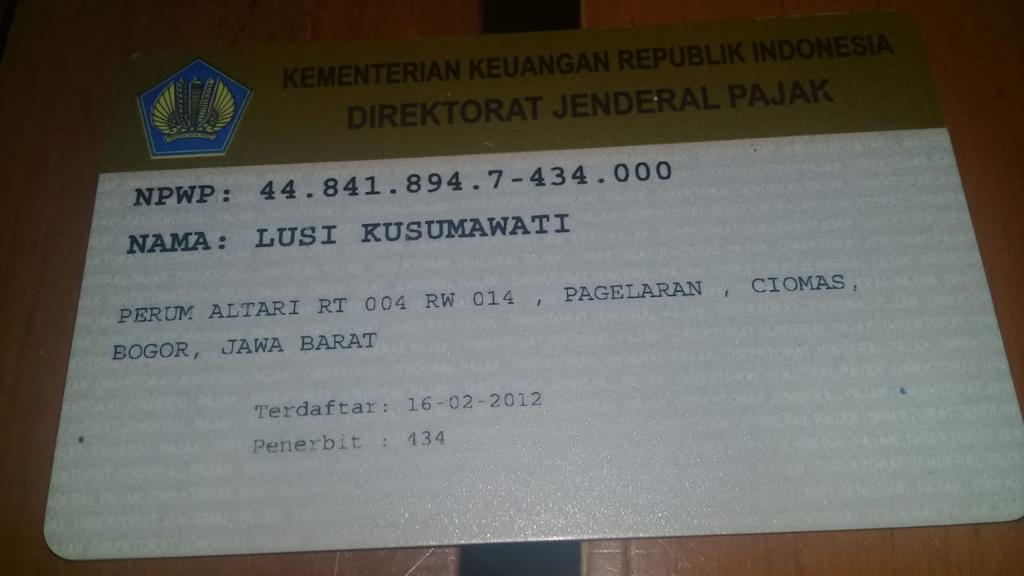 KEMENTERIAN KEUANGAN REPUBLIK INDONESIA
DIREKTORAT JENDERAL PAJAK
NPWP: 44.841.894.7-434.000
NAMA: LUSI KUSUMAWATI
PERUM ALTARI RT 004 RW 014 , PAGELARAN , CIOMAS,
BOGOR, JAWA BARAT
Terdaftar: 16-02-2012
Penerbit : 434